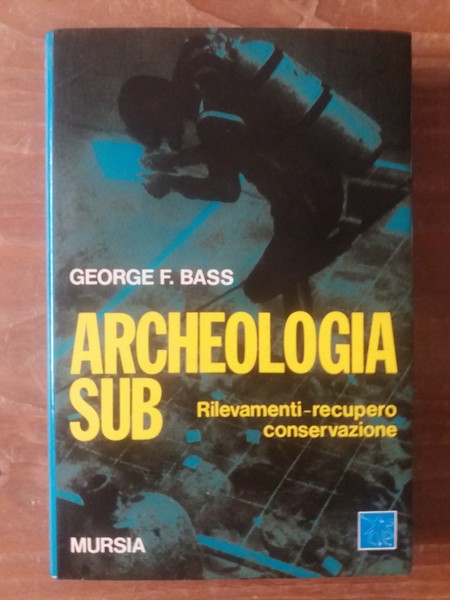 GEORGE F. BASS
ARCHEOLOGIA
SUB
Rilevamenti-recupero
conservazione
MURSIA